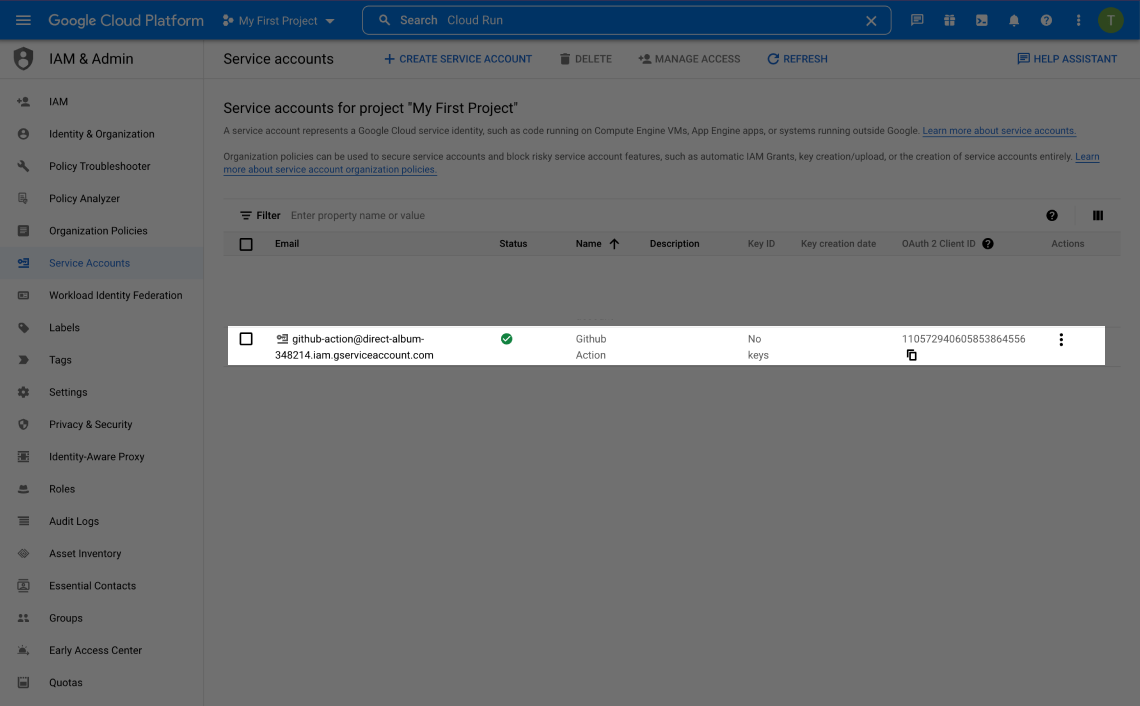 Google Cloud Platform
My First Project
Search Cloud Run
T
IAM & Admin
Service accounts
CREATE SERVICE ACCOUNT
DELETE
MANAGE ACCESS
REFRESH
HELP ASSISTANT
IAM
Identity & Organization
Policy Troubleshooter
Policy Analyzer
Organization Policies
Service Accounts
Workload Identity Federation
Labels
Tags
Settings
Privacy & Security
Identity-Aware Proxy
Roles
Audit Logs
Asset Inventory
Essential Contacts
Groups
Early Access Center
Quotas
Service accounts for project "My First Project"
A service account represents a Google Cloud service identity, such as code running on Compute Engine VMs, App Engine apps, or systems running outside Google. Learn more about service accounts.
Organization policies can be used to secure service accounts and block risky service account features, such as automatic IAM Grants, key creation/upload, or the creation of service accounts entirely. Learn
more about service account organization policies.
Filter Enter property name or value
Email Status Name Description Key ID Key creation date OAuth 2 Client ID Actions
github-action@direct-album- Github No 110572940605853864556
348214.iam.gserviceaccount.com Action keys